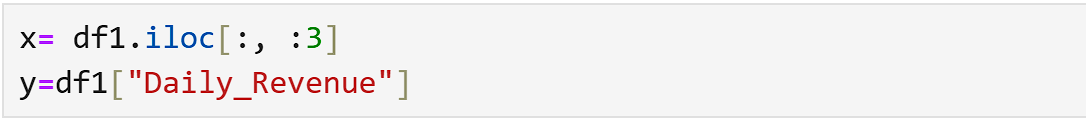 x= df1.iloc[:, :3]
y=df1["Daily_Revenue"]